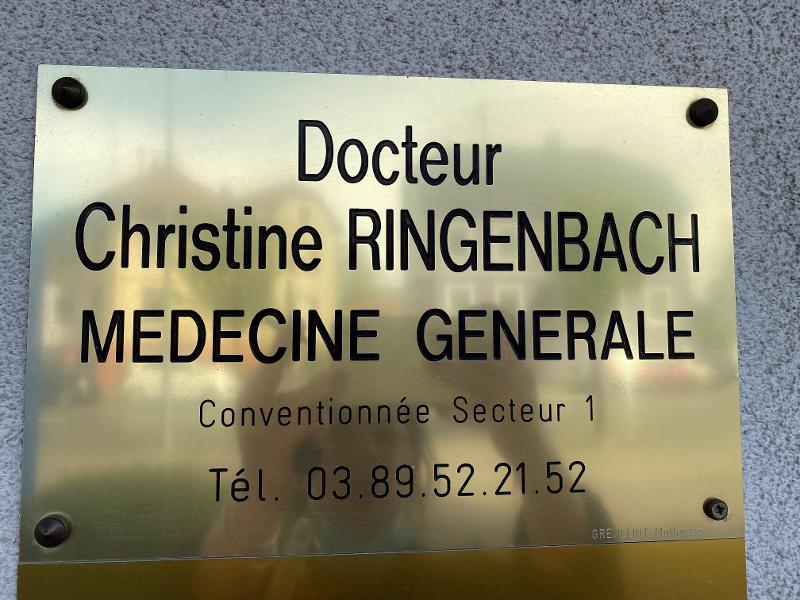 Docteur
Christine RINGENBACH
MEDECINE GENERALE
Conventionnée Secteur 1
Tél. 03.89.52.21.52